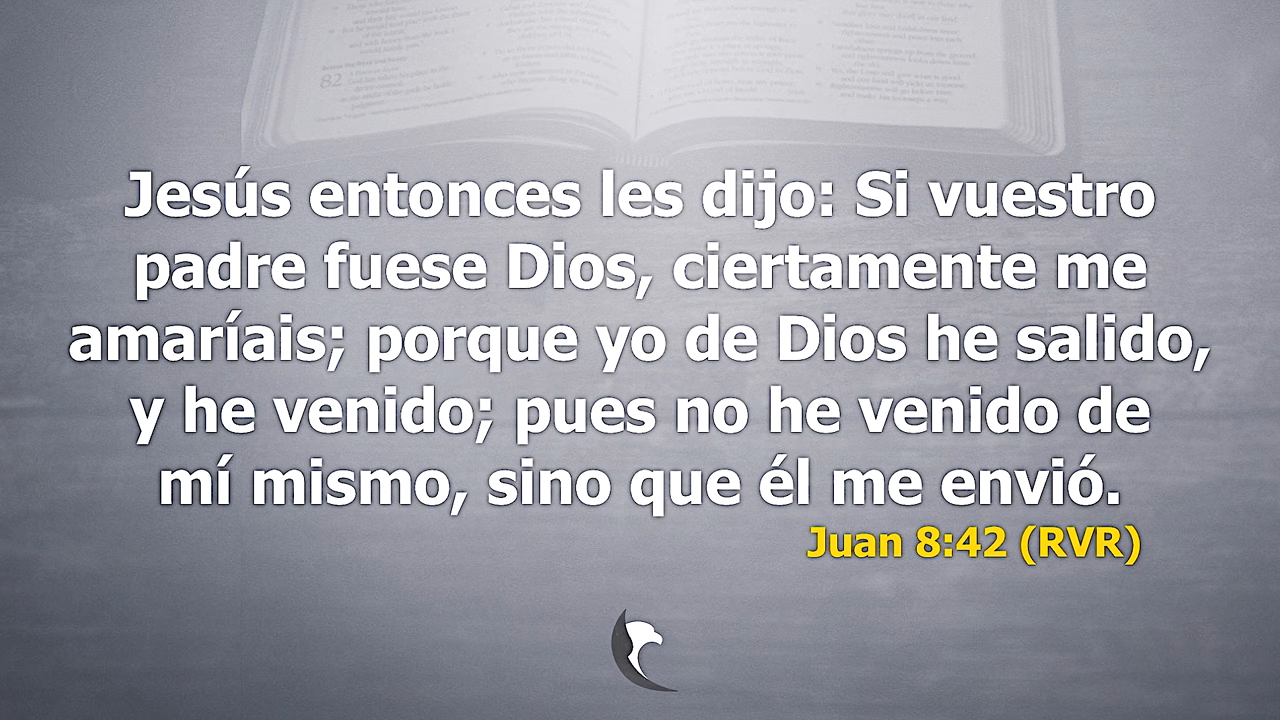 82
Jesús entonces les dijo: Si vuestro
padre fuese Dios, ciertamente me
amaríais; porque yo de Dios he salido,
y he venido; pues no he venido de
mí mismo, sino que él me envió.
Juan 8:42 (RVR)